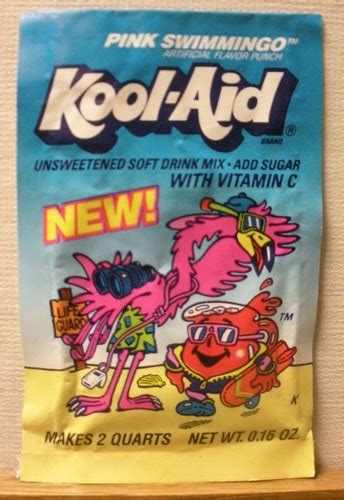 PINK SWIMMINGO™
ARTIFICIAL FLAVOR PUNCH
Kool-Aid®
BRAND
UNSWEETENED SOFT DRINK MIX • ADD SUGAR
WITH VITAMIN C
NEW!
LIFE
GUARD
TM
K
MAKES 2 QUARTS NET WT. 0.16 OZ.